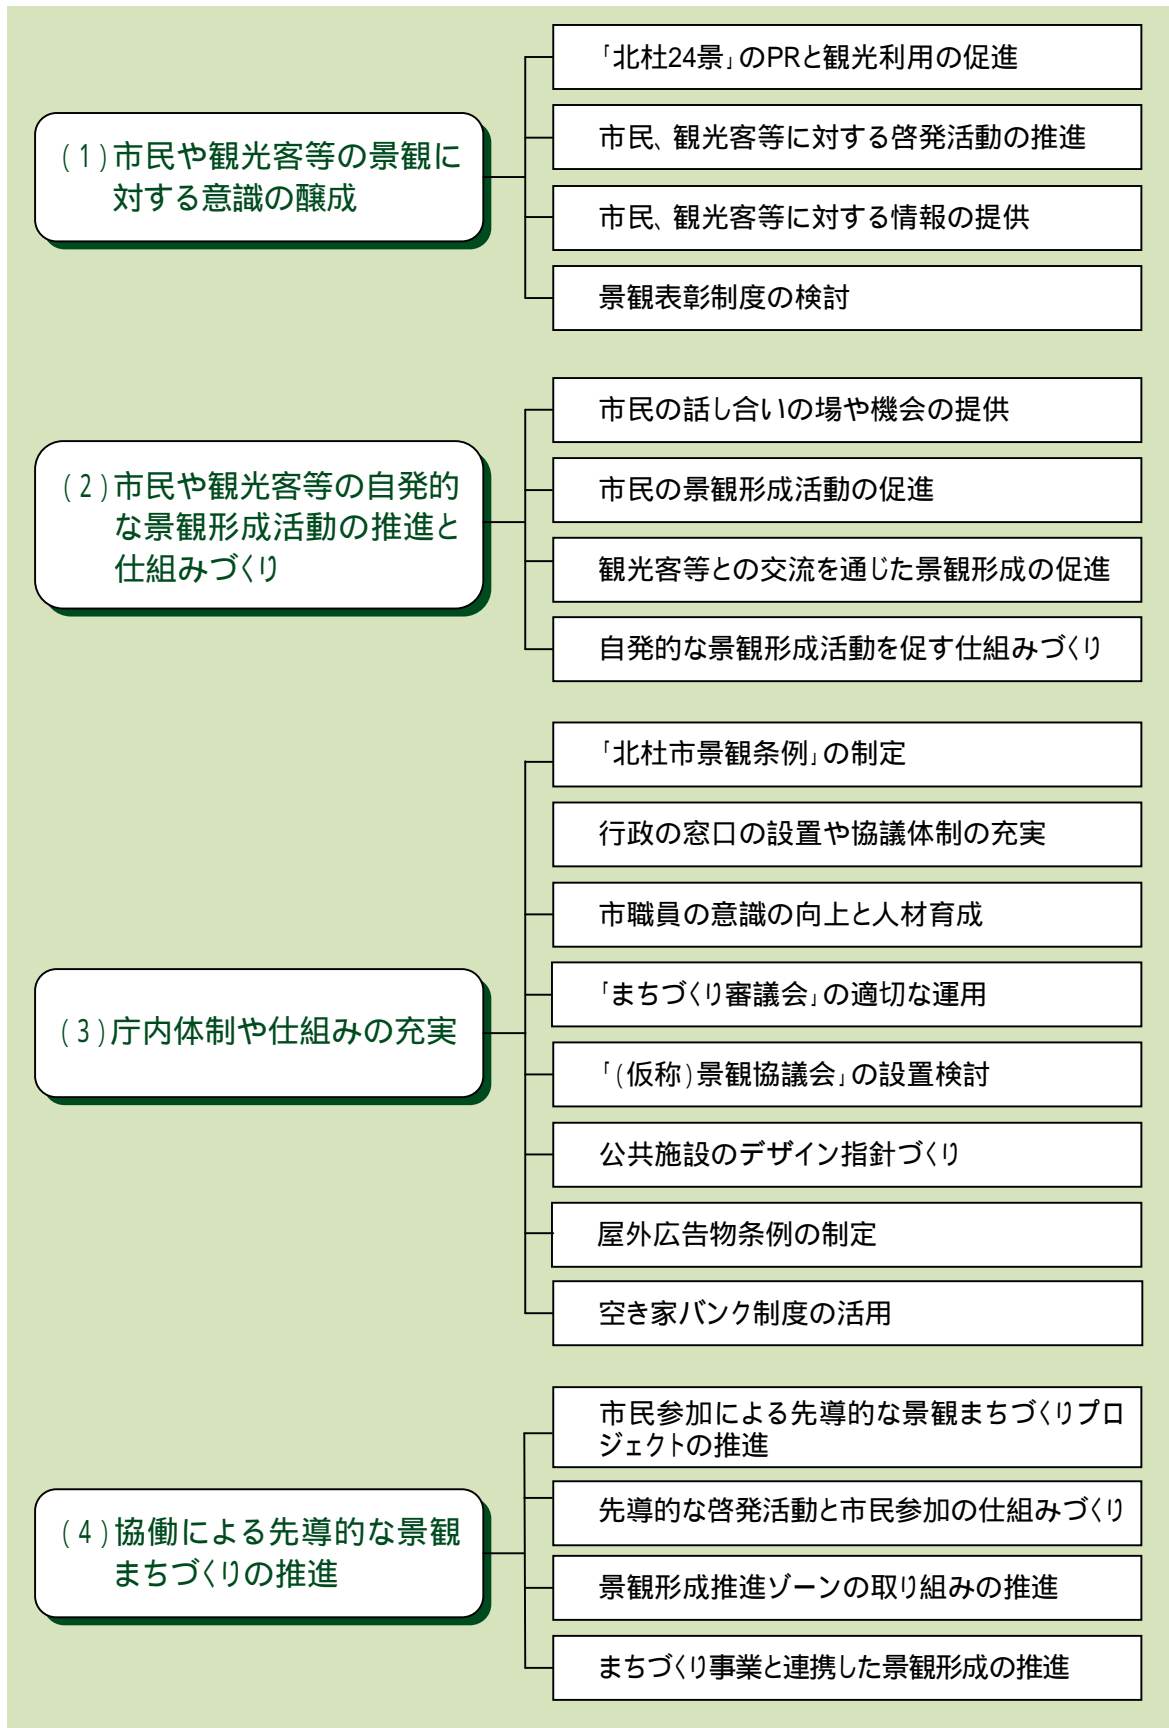 (1)市民や観光客等の景観に
対する意識の醸成
「北杜24景」のPRと観光利用の促進
市民、観光客等に対する啓発活動の推進
市民、観光客等に対する情報の提供
景観表彰制度の検討
(2)市民や観光客等の自発的
な景観形成活動の推進と
仕組みづくり
市民の話し合いの場や機会の提供
市民の景観形成活動の促進
観光客等との交流を通じた景観形成の促進
自発的な景観形成活動を促す仕組みづくり
(3)庁内体制や仕組みの充実
「北杜市景観条例」の制定
行政の窓口の設置や協議体制の充実
市職員の意識の向上と人材育成
「まちづくり審議会」の適切な運用
「(仮称)景観協議会」の設置検討
公共施設のデザイン指針づくり
屋外広告物条例の制定
空き家バンク制度の活用
(4)協働による先導的な景観
まちづくりの推進
市民参加による先導的な景観まちづくりプロ
ジェクトの推進
先導的な啓発活動と市民参加の仕組みづくり
景観形成推進ゾーンの取り組みの推進
まちづくり事業と連携した景観形成の推進